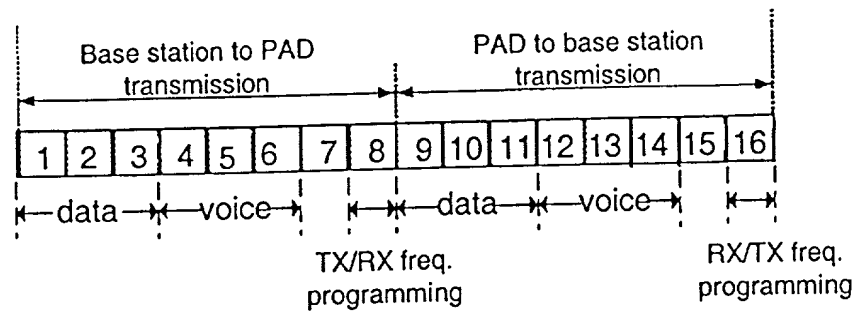 Base station to PAD
transmission
PAD to base station
transmission
1 2 3 4 5 6 7 8 9 10 11 12 13 14 15 16
data voice data voice
TX/RX freq.
programming
RX/TX freq.
programming